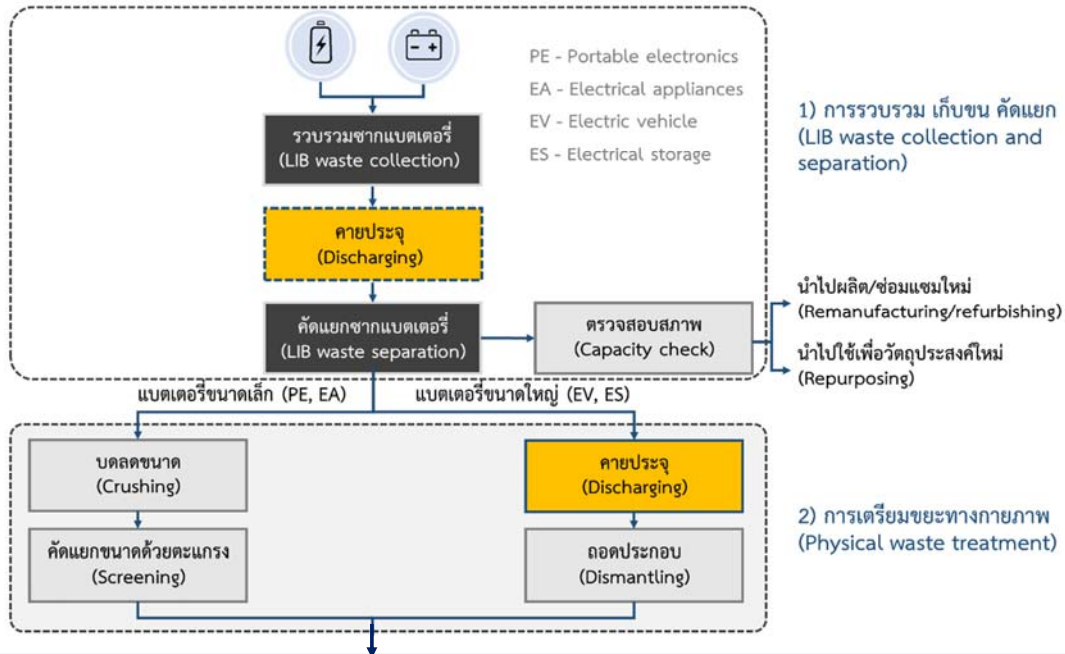 PE - Portable electronics
EA - Electrical appliances
EV - Electric vehicle
ES - Electrical storage
1) การรวบรวม เก็บขน คัดแยก
(LIB waste collection and
separation)
รวบรวมซากแบตเตอรี่
(LIB waste collection)
คายประจุ
(Discharging)
คัดแยกซากแบตเตอรี่
(LIB waste separation)
ตรวจสอบสภาพ
(Capacity check)
นำไปผลิต/ซ่อมแซมใหม่
(Remanufacturing/refurbishing)
นำไปใช้เพื่อวัตถุประสงค์ใหม่
(Repurposing)
แบตเตอรี่ขนาดเล็ก (PE, EA)
แบตเตอรี่ขนาดใหญ่ (EV, ES)
บดลดขนาด
(Crushing)
คายประจุ
(Discharging)
คัดแยกขนาดด้วยตะแกรง
(Screening)
ถอดประกอบ
(Dismantling)
2) การเตรียมขยะทางกายภาพ
(Physical waste treatment)